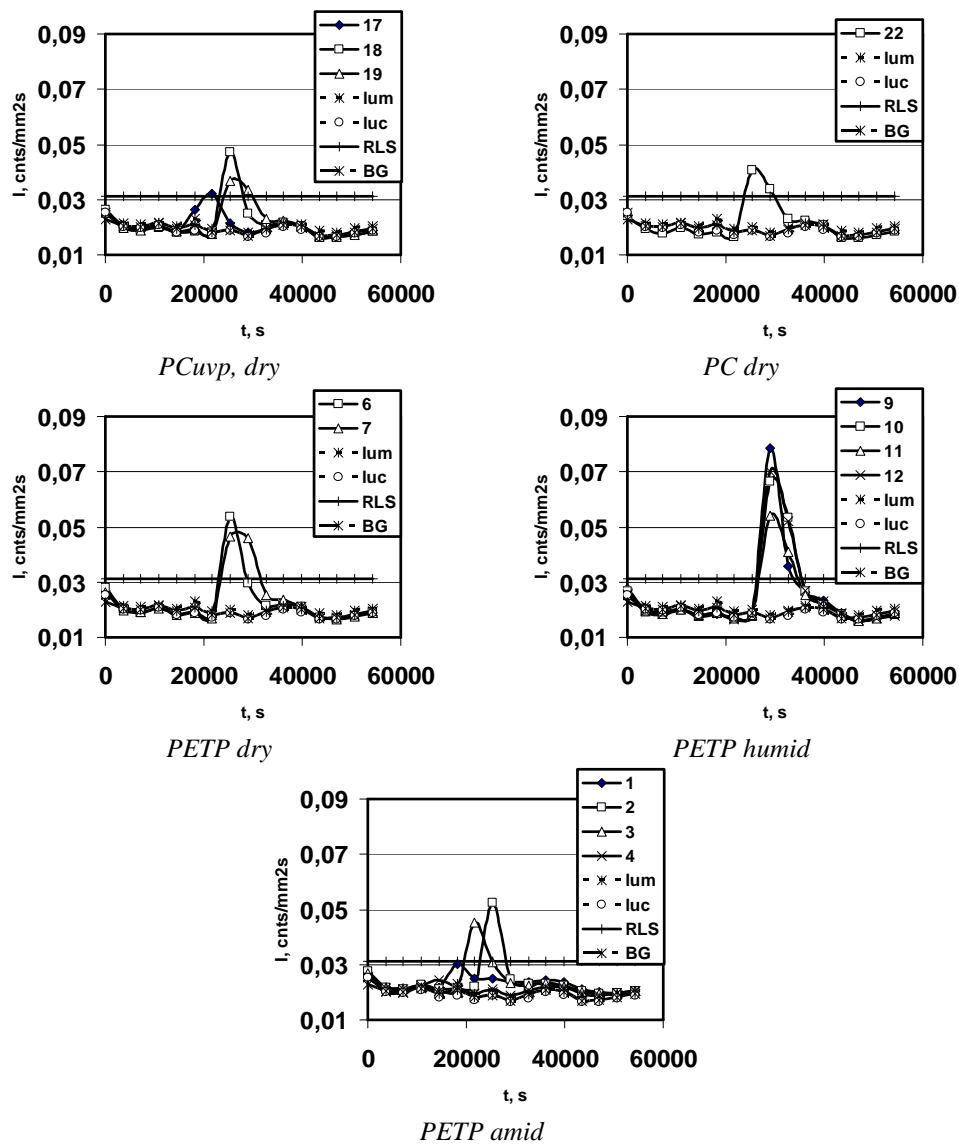 0,09
0,07
0,05
0,03
0,01
I, cnts/mm2s
17
18
19
lum
luc
RLS
BG
0 20000 40000 60000
t, s
PCuvp, dry
0,09
0,07
0,05
0,03
0,01
I, cnts/mm2s
22
lum
luc
RLS
BG
0 20000 40000 60000
t, s
PC dry
0,09
0,07
0,05
0,03
0,01
I, cnts/mm2s
6
7
lum
luc
RLS
BG
0 20000 40000 60000
t, s
PETP dry
0,09
0,07
0,05
0,03
0,01
I, cnts/mm2s
9
10
11
12
lum
luc
RLS
BG
0 20000 40000 60000
t, s
PETP humid
0,09
0,07
0,05
0,03
0,01
I, cnts/mm2s
1
2
3
4
lum
luc
RLS
BG
0 20000 40000 60000
t, s
PETP amid